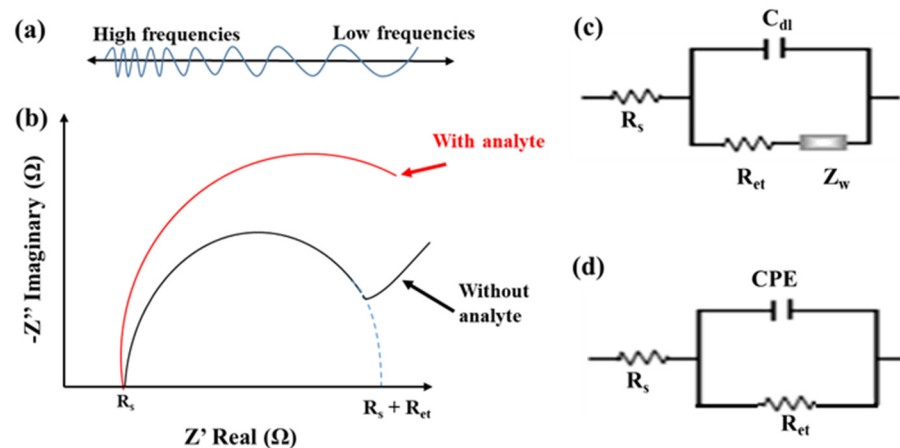 (a)
High frequencies
Low frequencies
(b)
-Z” Imaginary (Ω)
With analyte
Without
analyte
Rs
Rs + Ret
Z’ Real (Ω)
(c)
Cdl
Rs
Ret
Zw
(d)
CPE
Rs
Ret